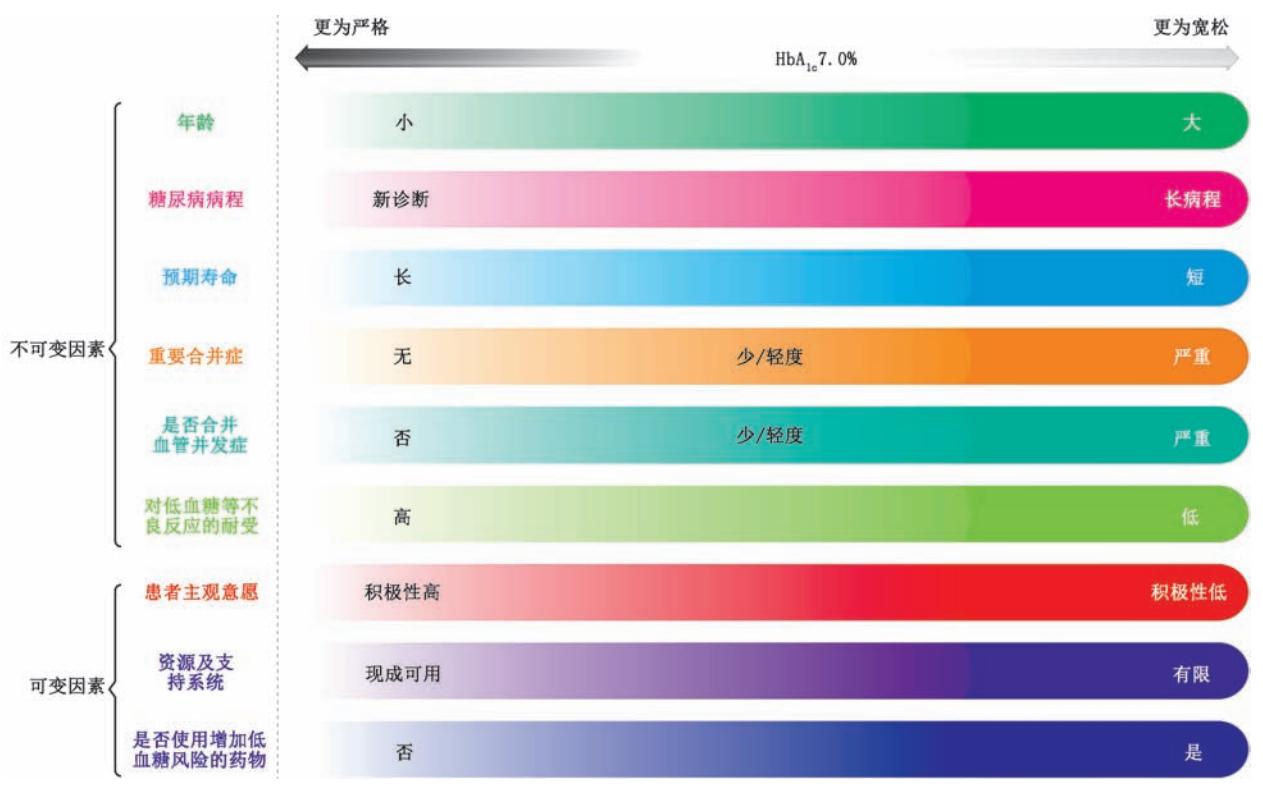 更为严格
更为宽松
HbA1c7.0%
年龄
小
大
糖尿病病程
新诊断
长病程
预期寿命
长
短
不可变因素
重要合并症
无
少/轻度
严重
是否合并
血管并发症
否
少/轻度
严重
对低血糖等不
良反应的耐受
高
低
患者主观意愿
积极性高
积极性低
可变因素
资源及支
持系统
现成可用
有限
是否使用增加低
血糖风险的药物
否
是